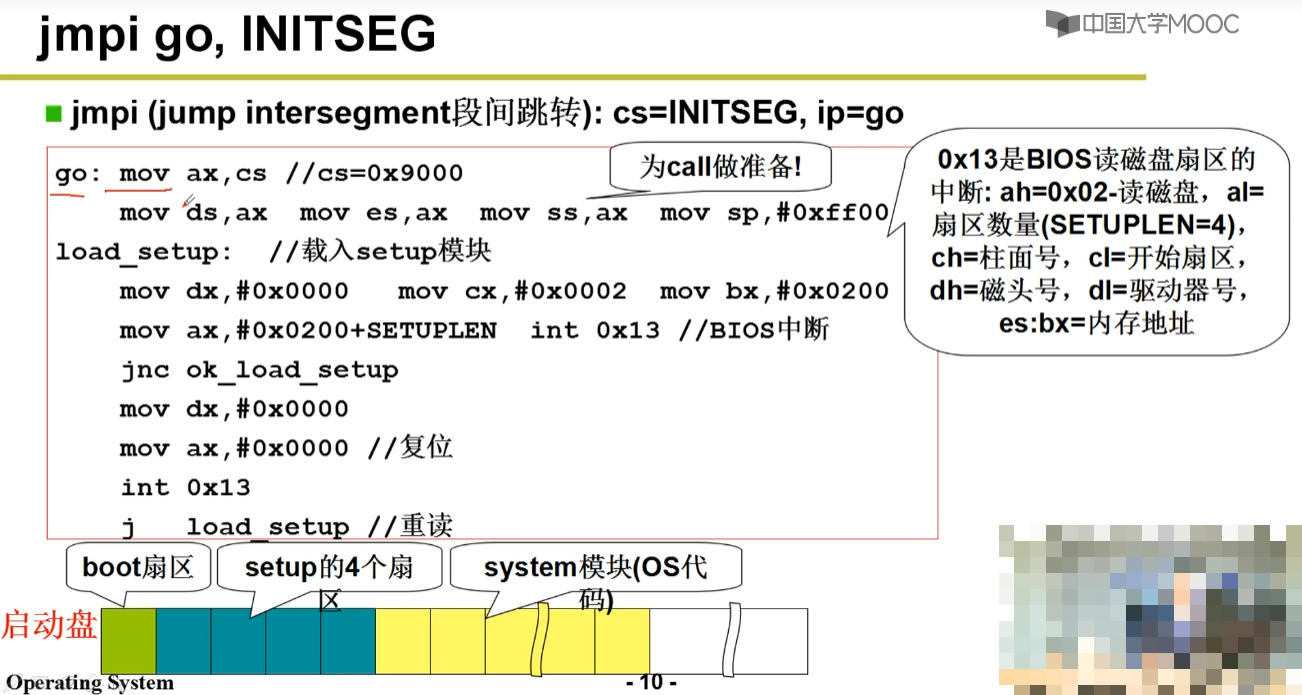 jmpi go, INITSEG
中国大学MOOC
jmpi (jump intersegment段间跳转): cs=INITSEG, ip=go
go: mov ax,cs //cs=0x9000
为call做准备!
mov ds,ax mov es,ax mov ss,ax mov sp,#0xff00
load_setup: //载入setup模块
mov dx,#0x0000 mov cx,#0x0002 mov bx,#0x0200
mov ax,#0x0200+SETUPLEN int 0x13 //BIOS中断
jnc ok_load_setup
mov dx,#0x0000
mov ax,#0x0000 //复位
int 0x13
j load_setup //重读
0x13是BIOS读磁盘扇区的
中断: ah=0x02-读磁盘，al=
扇区数量(SETUPLEN=4)，
ch=柱面号，cl=开始扇区，
dh=磁头号，dl=驱动器号，
es:bx=内存地址
boot扇区
setup的4个扇
区
system模块(OS代
码)
启动盘
Operating System
- 10 -